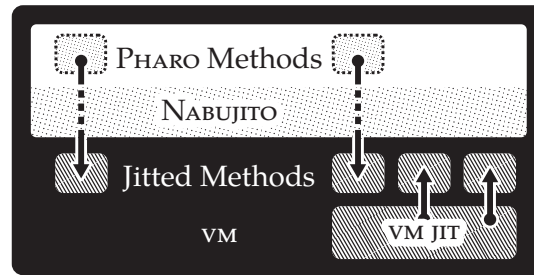 Pharo Methods
Nabujito
Jitted Methods
VM
VM JIT